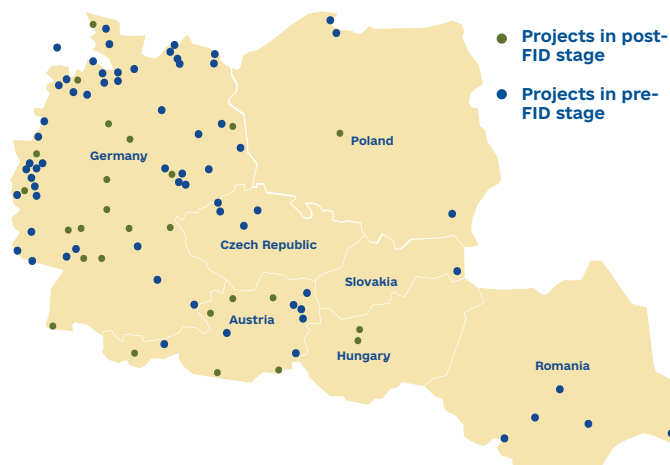 Projects in post-
FID stage
Projects in pre-
FID stage
Poland
Germany
Czech Republic
Slovakia
Austria
Hungary
Romania